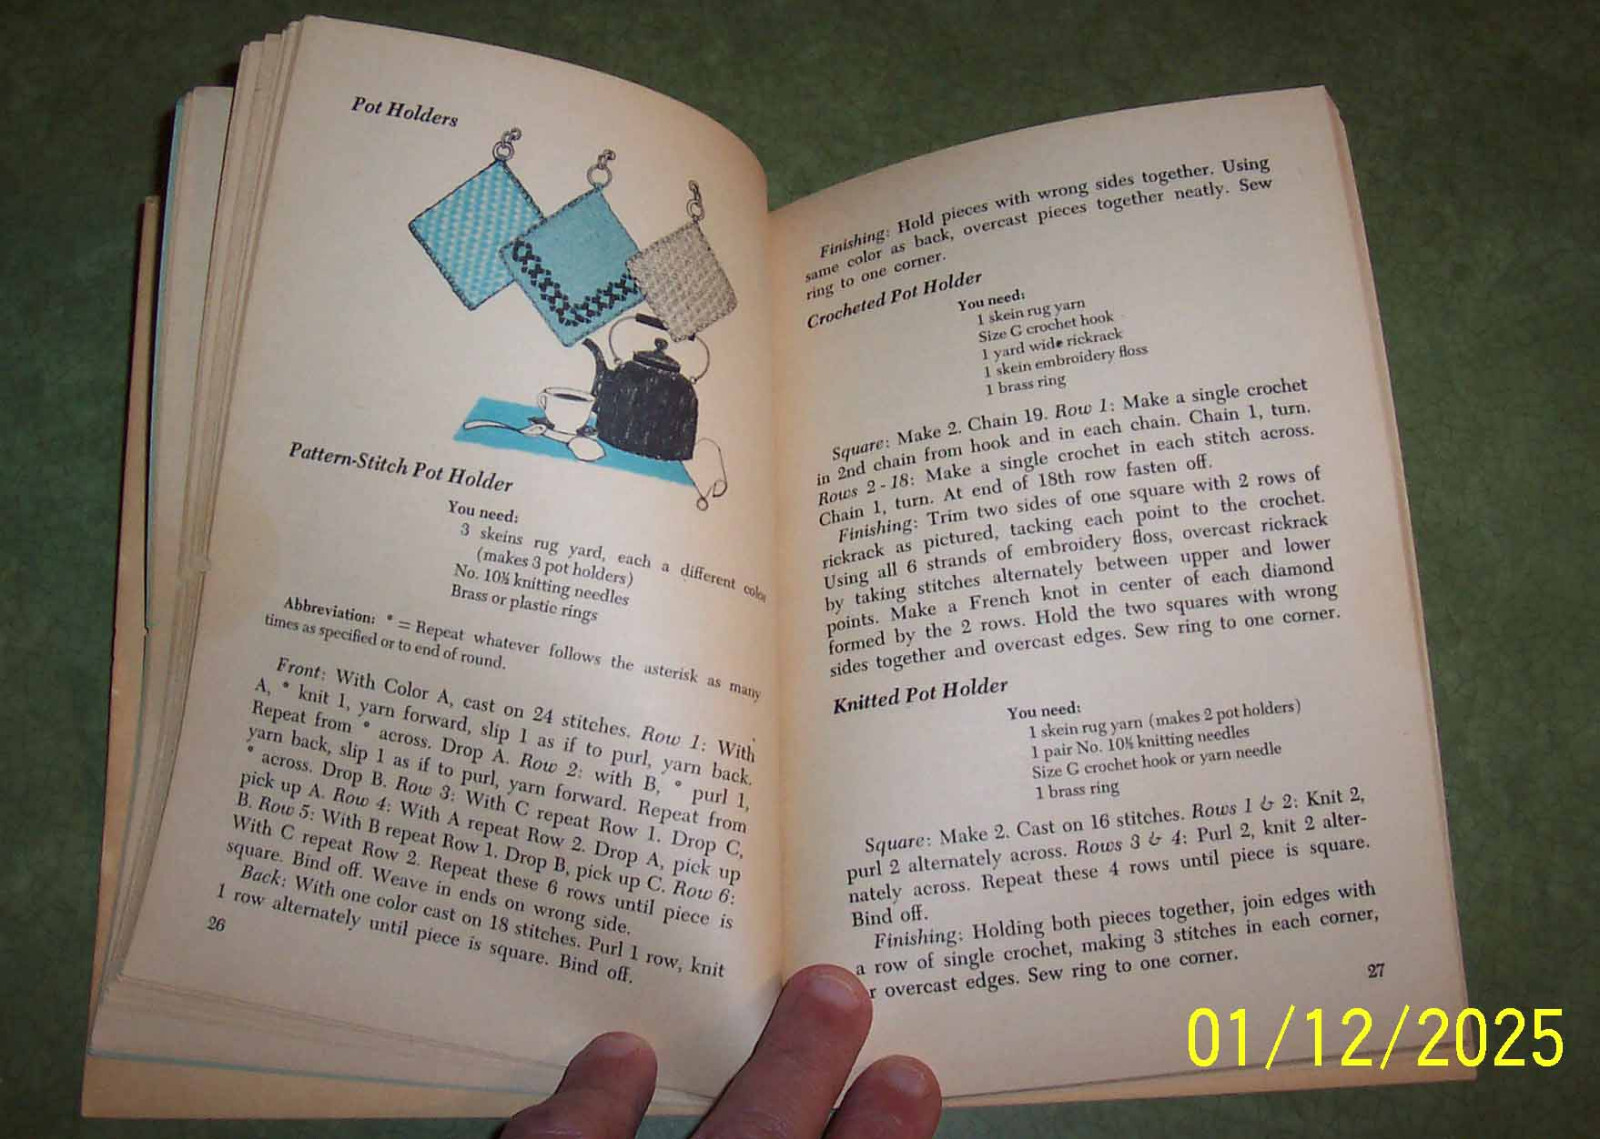 Pot Holders
Pattern-Stitch Pot Holder
You need:
3 skeins rug yard, each a different color
(makes 3 pot holders)
No. 10½ knitting needles
Brass or plastic rings
Abbreviation: * = Repeat whatever follows the asterisk as many
times as specified or to end of round.
Front: With Color A, cast on 24 stitches. Row 1: With
A, * knit 1, yarn forward, slip 1 as if to purl, yarn back.
Repeat from * across. Drop A. Row 2: with B, * purl 1,
yarn back, slip 1 as if to purl, yarn forward. Repeat from
* across. Drop B. Row 3: With C repeat Row 1. Drop C,
pick up A. Row 4: With A repeat Row 2. Drop A, pick up
B. Row 5: With B repeat Row 1. Drop B, pick up C. Row 6:
With C repeat Row 2. Repeat these 6 rows until piece is
square. Bind off. Weave in ends on wrong side.
Back: With one color cast on 18 stitches. Purl 1 row, knit
1 row alternately until piece is square. Bind off.
26
Finishing: Hold pieces with wrong sides together. Using
same color as back, overcast pieces together neatly. Sew
ring to one corner.
Crocheted Pot Holder
You need:
1 skein rug yarn
Size G crochet hook
1 yard wide rickrack
1 skein embroidery floss
1 brass ring
Square: Make 2. Chain 19. Row 1: Make a single crochet
in 2nd chain from hook and in each chain. Chain 1, turn.
Rows 2-18: Make a single crochet in each stitch across.
Chain 1, turn. At end of 18th row fasten off.
Finishing: Trim two sides of one square with 2 rows of
rickrack as pictured, tacking each point to the crochet.
Using all 6 strands of embroidery floss, overcast rickrack
by taking stitches alternately between upper and lower
points. Make a French knot in center of each diamond
formed by the 2 rows. Hold the two squares with wrong
sides together and overcast edges. Sew ring to one corner.
Knitted Pot Holder
You need:
1 skein rug yarn (makes 2 pot holders)
1 pair No. 10½ knitting needles
Size G crochet hook or yarn needle
1 brass ring
Square: Make 2. Cast on 16 stitches. Rows 1 & 2: Knit 2,
purl 2 alternately across. Rows 3 & 4: Purl 2, knit 2 alter-
nately across. Repeat these 4 rows until piece is square.
Bind off.
Finishing: Holding both pieces together, join edges with
a row of single crochet, making 3 stitches in each corner,
r overcast edges. Sew ring to one corner.
27
01/12/2025